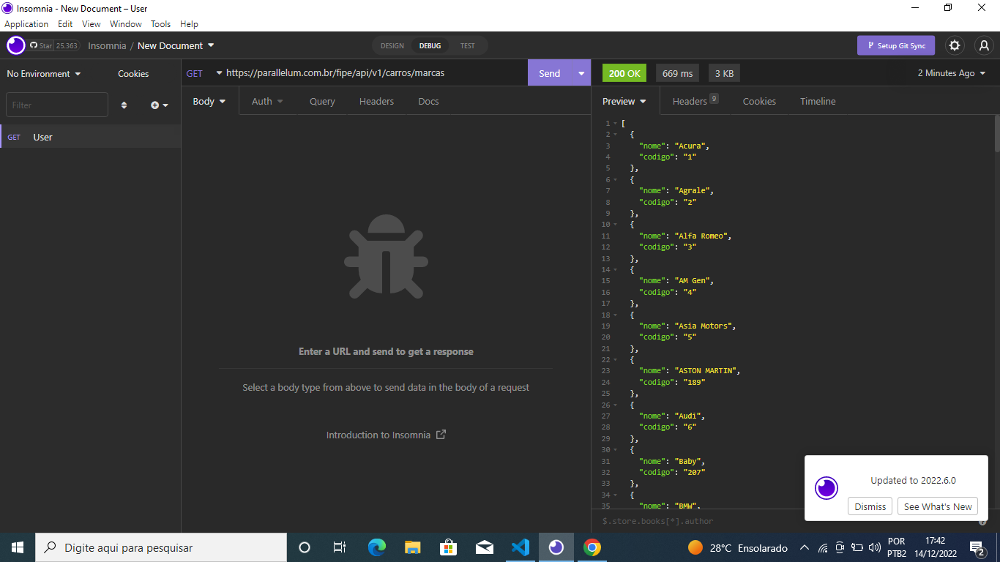 Insomnia - New Document – User
Application Edit View Window Tools Help
Star 25.363 Insomnia / New Document DESIGN DEBUG TEST Setup Git Sync
No Environment Cookies GET https://parallelum.com.br/fipe/api/v1/carros/marcas Send 200 OK 669 ms 3 KB 2 Minutes Ago
Filter Body Auth Query Headers Docs Preview Headers 9 Cookies Timeline
GET User
Enter a URL and send to get a response
Select a body type from above to send data in the body of a request
Introduction to Insomnia
1 [
2 {
3 "nome": "Acura",
4 "codigo": "1"
5 },
6 {
7 "nome": "Agrale",
8 "codigo": "2"
9 },
10 {
11 "nome": "Alfa Romeo",
12 "codigo": "3"
13 },
14 {
15 "nome": "AM Gen",
16 "codigo": "4"
17 },
18 {
19 "nome": "Asia Motors",
20 "codigo": "5"
21 },
22 {
23 "nome": "ASTON MARTIN",
24 "codigo": "189"
25 },
26 {
27 "nome": "Audi",
28 "codigo": "6"
29 },
30 {
31 "nome": "Baby",
32 "codigo": "207"
33 },
34 {
35 "nome": "BMW",
$.store.books[*].author
Updated to 2022.6.0
Dismiss See What's New
Digite aqui para pesquisar
28°C Ensolarado
POR
PTB2
17:42
14/12/2022
2